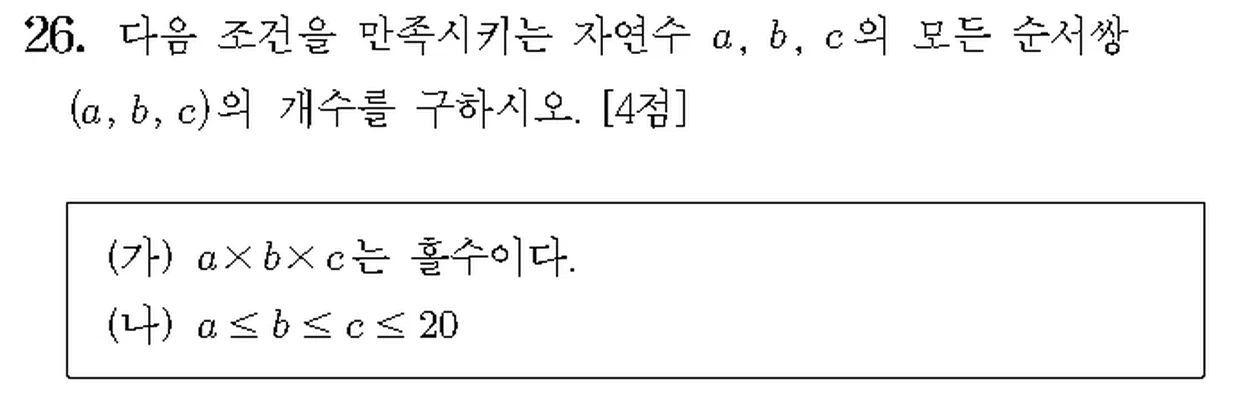 26. 다음 조건을 만족시키는 자연수 a, b, c의 모든 순서쌍
(a, b, c)의 개수를 구하시오. [4점]
(가) a×b×c는 홀수이다.
(나) a≤b≤c≤20